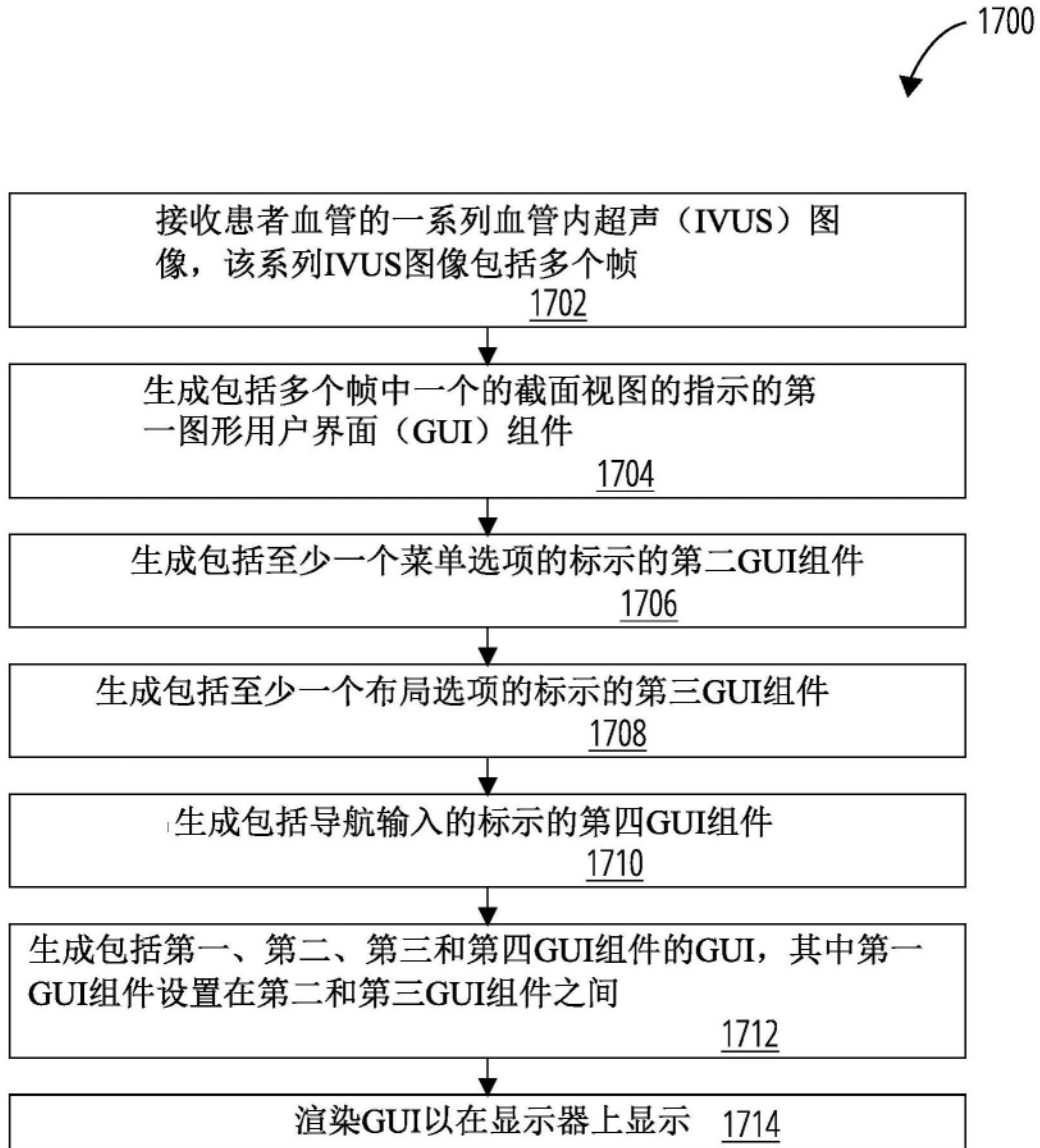 1700
接收患者血管的一系列血管内超声（IVUS）图
像，该系列IVUS图像包括多个帧
1702
生成包括多个帧中一个的截面视图的指示的第
一图形用户界面（GUI）组件
1704
生成包括至少一个菜单选项的标示的第二GUI组件
1706
生成包括至少一个布局选项的标示的第三GUI组件
1708
生成包括导航输入的标示的第四GUI组件
1710
生成包括第一、第二、第三和第四GUI组件的GUI，其中第一
GUI组件设置在第二和第三GUI组件之间
1712
渲染GUI以在显示器上显示 1714